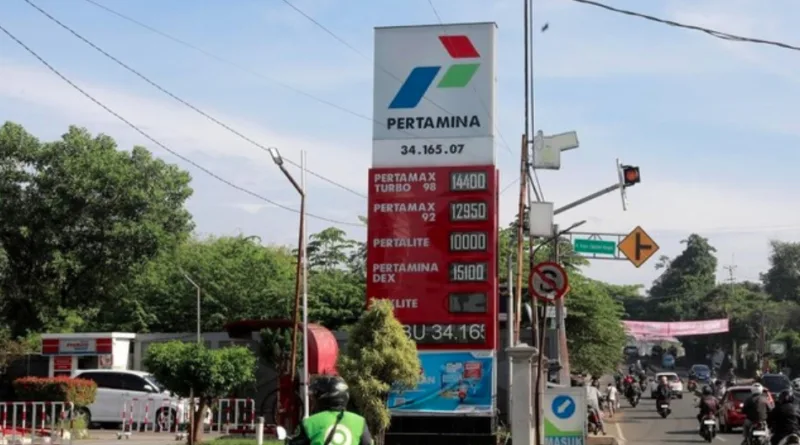 PERTAMINA
34.165.07
PERTAMAX
TURBO 98 14400
PERTAMAX
92 12950
PERTALITE 10000
PERTAMINA
DEX 15100
LITE
BU 34.165
MASUK